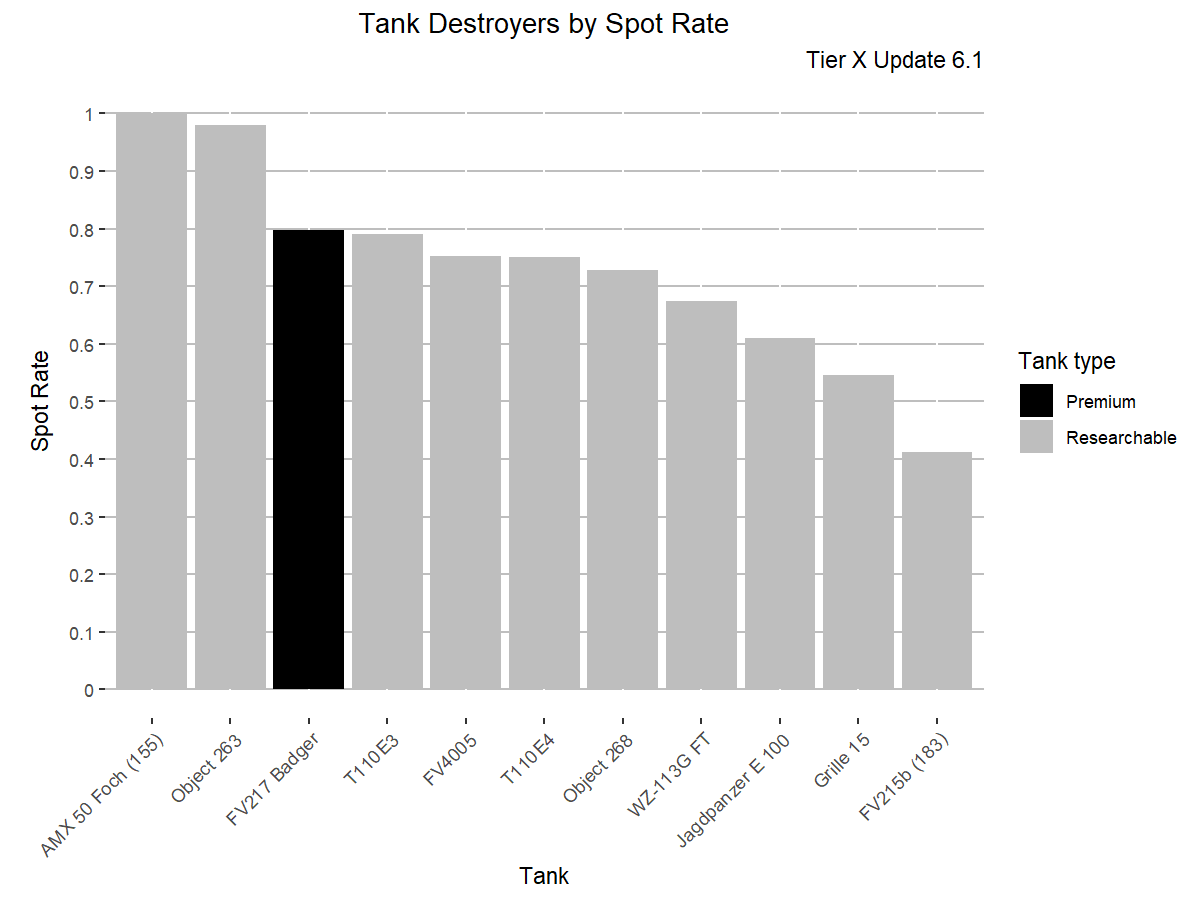 Tank Destroyers by Spot Rate
Tier X Update 6.1
Spot Rate
1
0.9
0.8
0.7
0.6
0.5
0.4
0.3
0.2
0.1
0
AMX 50 Foch (155)
Object 263
FV217 Badger
T110E3
FV4005
T110E4
Object 268
WZ-113G FT
Jagdpanzer E 100
Grille 15
FV215b (183)
Tank
Tank type
Premium
Researchable